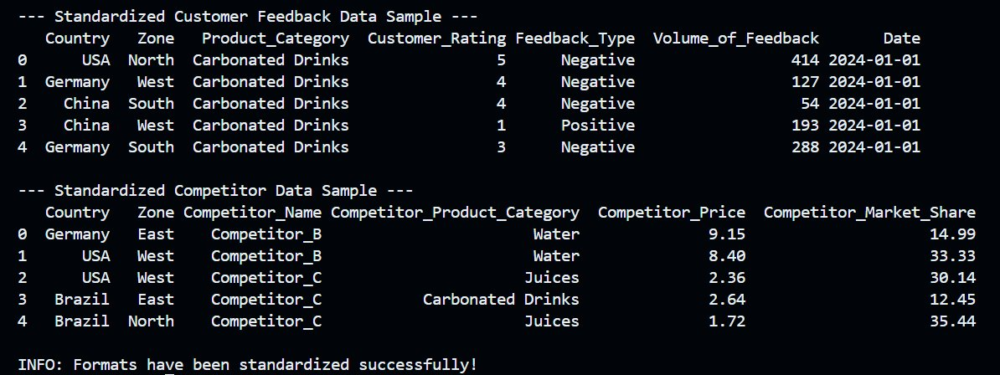 --- Standardized Customer Feedback Data Sample ---
   Country   Zone   Product_Category  Customer_Rating Feedback_Type  Volume_of_Feedback       Date
0      USA  North  Carbonated Drinks                5      Negative                 414 2024-01-01
1  Germany   West  Carbonated Drinks                4      Negative                 127 2024-01-01
2    China  South  Carbonated Drinks                4      Negative                  54 2024-01-01
3    China   West  Carbonated Drinks                1      Positive                 193 2024-01-01
4  Germany  South  Carbonated Drinks                3      Negative                 288 2024-01-01

--- Standardized Competitor Data Sample ---
   Country   Zone Competitor_Name Competitor_Product_Category  Competitor_Price  Competitor_Market_Share
0  Germany   East    Competitor_B                       Water              9.15                    14.99
1      USA   West    Competitor_B                       Water              8.40                    33.33
2      USA   West    Competitor_C                      Juices              2.36                    30.14
3   Brazil   East    Competitor_C           Carbonated Drinks              2.64                    12.45
4   Brazil  North    Competitor_C                      Juices              1.72                    35.44

INFO: Formats have been standardized successfully!